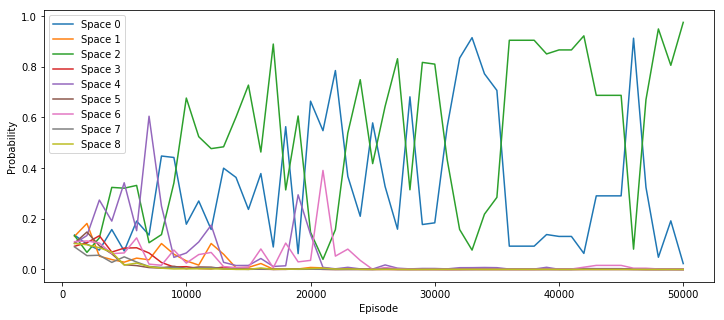 1.0
0.8
0.6
0.4
0.2
0.0
Probability
Space 0
Space 1
Space 2
Space 3
Space 4
Space 5
Space 6
Space 7
Space 8
0 10000 20000 30000 40000 50000
Episode